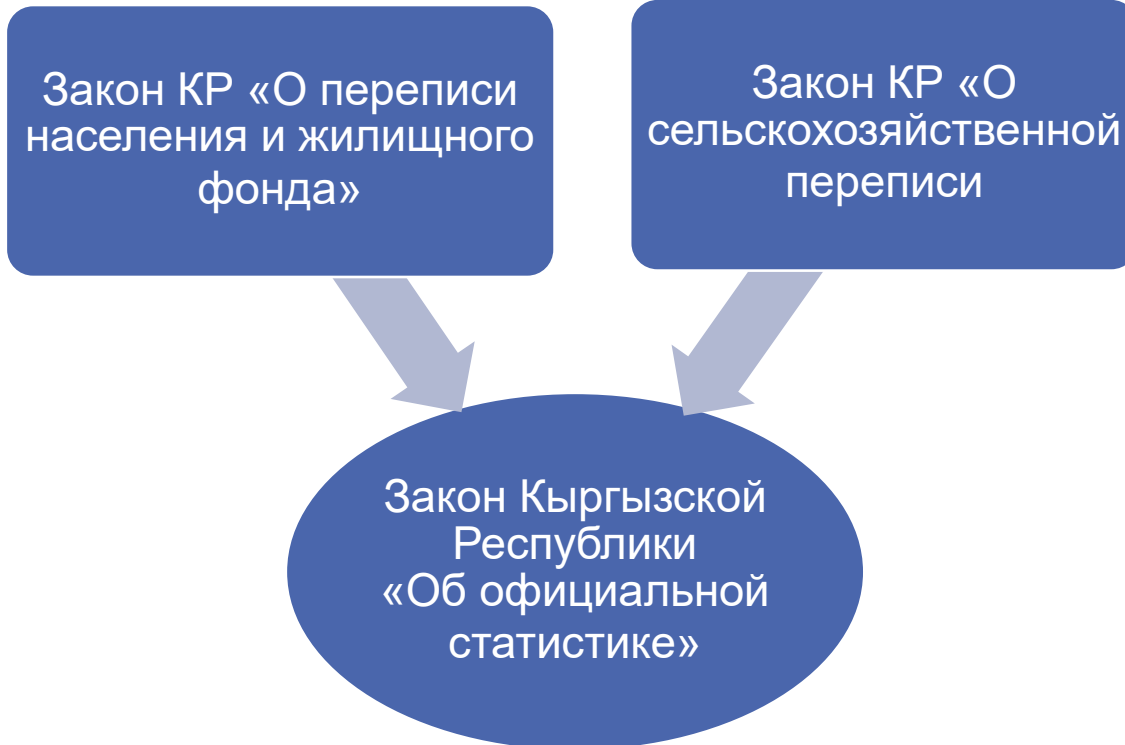 Закон КР «О переписи
населения и жилищного
фонда»
Закон КР «О
сельскохозяйственной
переписи
Закон Кыргызской
Республики
«Об официальной
статистике»